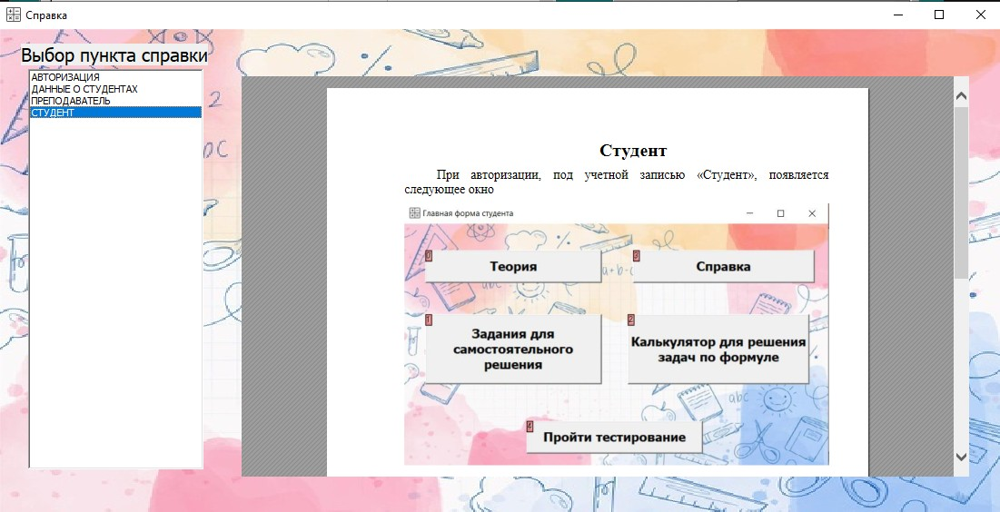 Справка
Выбор пункта справки
АВТОРИЗАЦИЯ
ДАННЫЕ О СТУДЕНТАХ
ПРЕПОДАВАТЕЛЬ
СТУДЕНТ
Студент
При авторизации, под учетной записью «Студент», появляется
следующее окно
Главная форма студента
0
Теория
3
Справка
1
Задания для
самостоятельного
решения
2
Калькулятор для решения
задач по формуле
4
Пройти тестирование
a+b=c
abc
abc